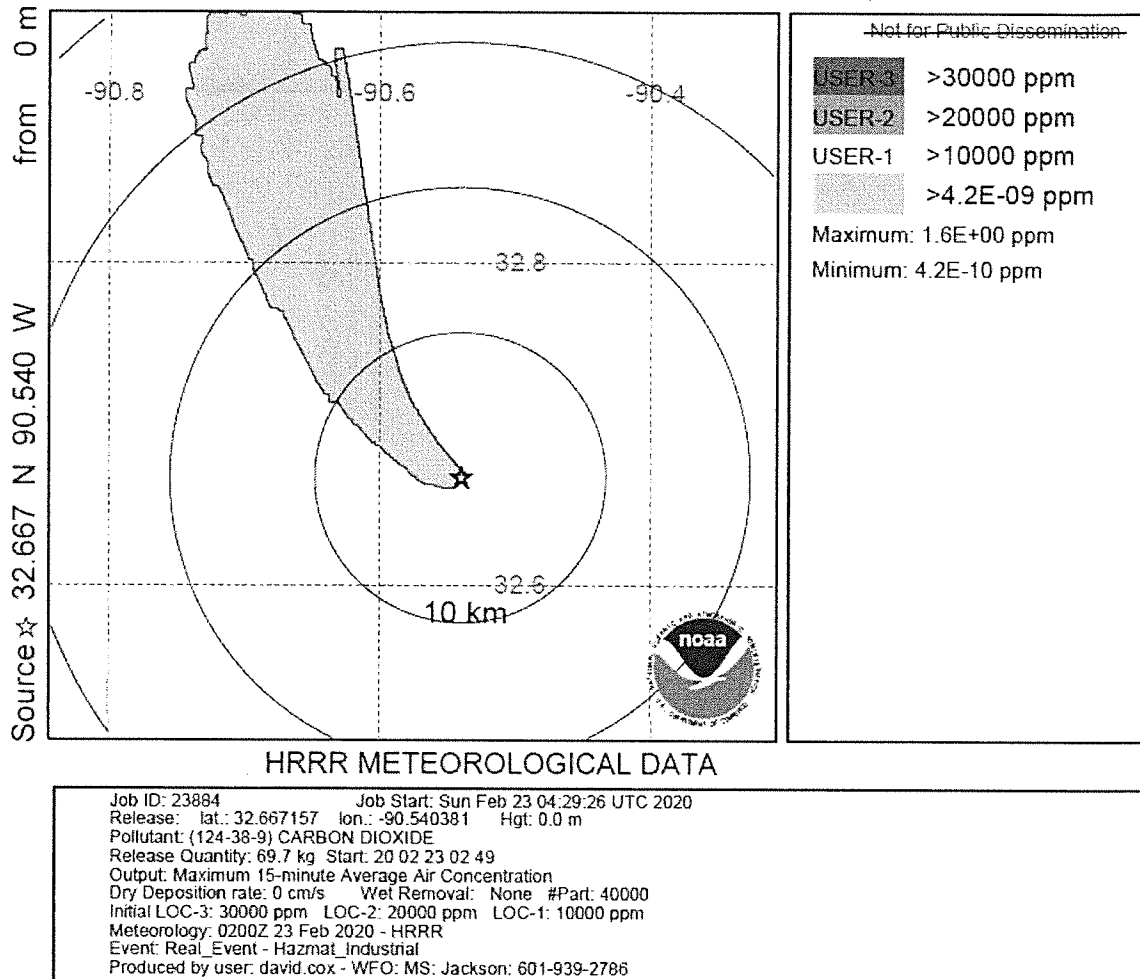 Not for Public Dissemination
USER-3 >30000 ppm
USER-2 >20000 ppm
USER-1 >10000 ppm
>4.2E-09 ppm
Maximum: 1.6E+00 ppm
Minimum: 4.2E-10 ppm
Source ☆ 32.667 N 90.540 W from 0 m
-90.8 -90.6 -90.4
32.8
32.6
10 km
noaa
HRRR METEOROLOGICAL DATA
Job ID: 23884 Job Start: Sun Feb 23 04:29:26 UTC 2020
Release: lat.: 32.667157 lon.: -90.540381 Hgt: 0.0 m
Pollutant: (124-38-9) CARBON DIOXIDE
Release Quantity: 69.7 kg Start: 20 02 23 02 49
Output: Maximum 15-minute Average Air Concentration
Dry Deposition rate: 0 cm/s Wet Removal: None #Part: 40000
Initial LOC-3: 30000 ppm LOC-2: 20000 ppm LOC-1: 10000 ppm
Meteorology: 0200Z 23 Feb 2020 - HRRR
Event: Real_Event - Hazmat_Industrial
Produced by user: david.cox - WFO: MS: Jackson: 601-939-2786